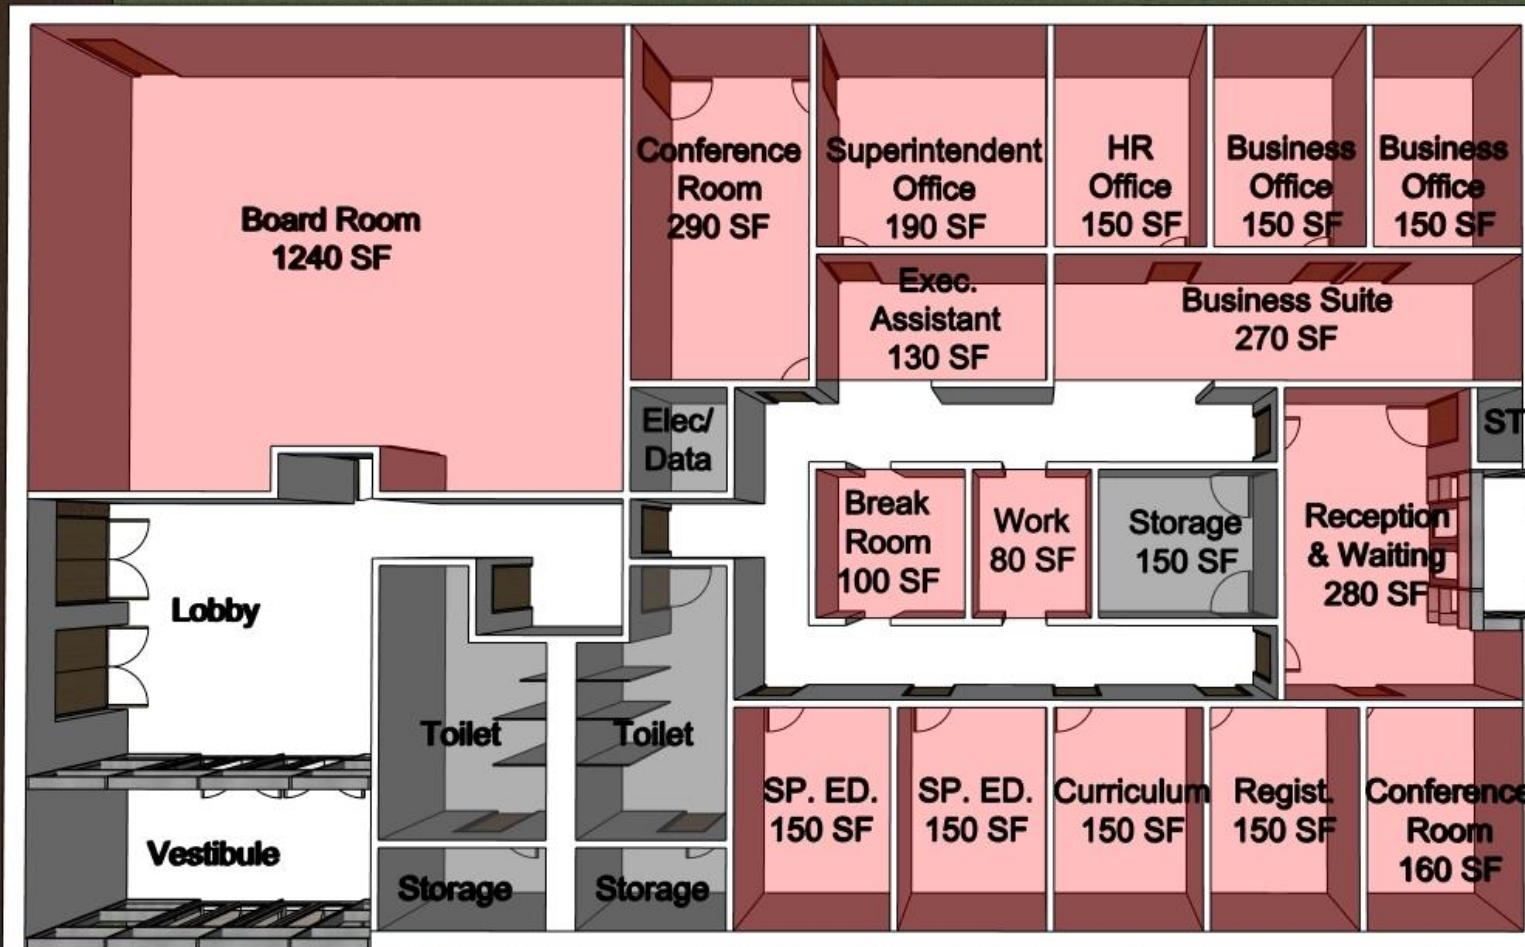 Board Room
1240 SF
Conference
Room
290 SF
Superintendent
Office
190 SF
HR
Office
150 SF
Business
Office
150 SF
Business
Office
150 SF
Exec.
Assistant
130 SF
Business Suite
270 SF
Elec/
Data
ST
Break
Room
100 SF
Work
80 SF
Storage
150 SF
Reception
& Waiting
280 SF
Lobby
Toilet
Toilet
SP. ED.
150 SF
SP. ED.
150 SF
Curriculum
150 SF
Regist.
150 SF
Conference
Room
160 SF
Vestibule
Storage
Storage